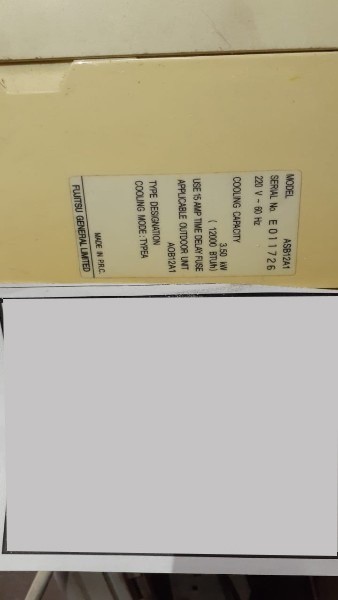 MODEL ASB12A1
SERIAL No. E011726
220 V ~ 60 Hz
COOLING CAPACITY
3.50 kW
( 12000 BTU/h)
USE 15 AMP TIME DELAY FUSE
APPLICABLE OUTDOOR UNIT
AOB12A1
TYPE DESIGNATION
COOLING MODE : TYPEA
MADE IN P.R.C.
FUJITSU GENERAL LIMITED